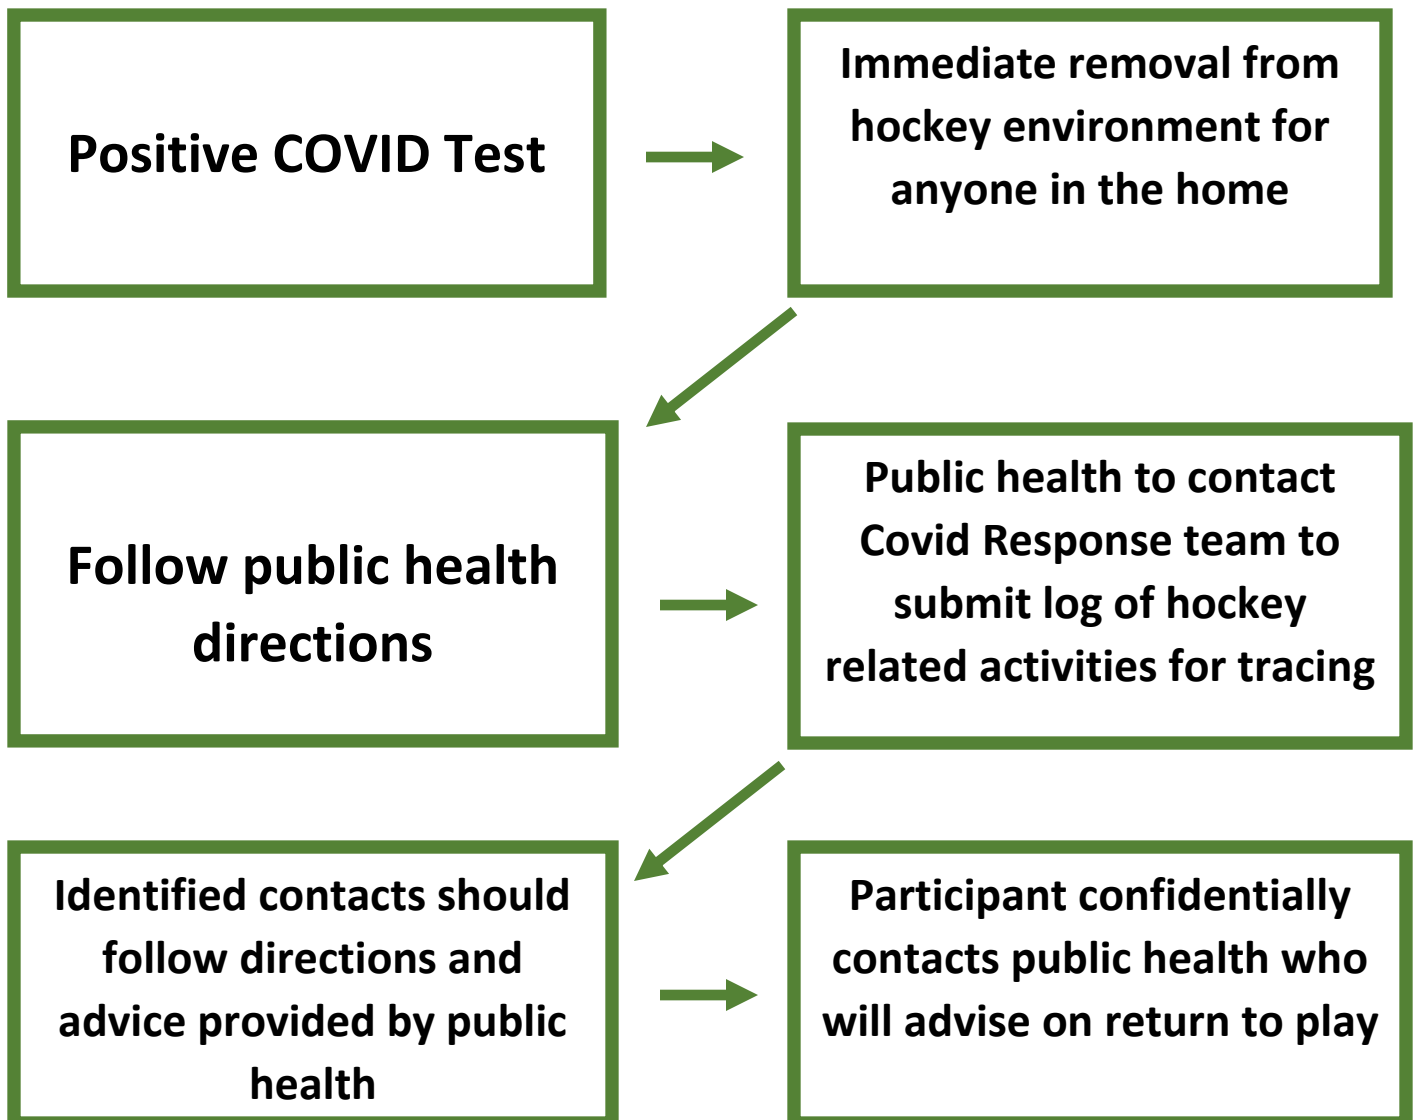 Positive COVID Test
Immediate removal from
hockey environment for
anyone in the home
Follow public health
directions
Public health to contact
Covid Response team to
submit log of hockey
related activities for tracing
Identified contacts should
follow directions and
advice provided by public
health
Participant confidentially
contacts public health who
will advise on return to play